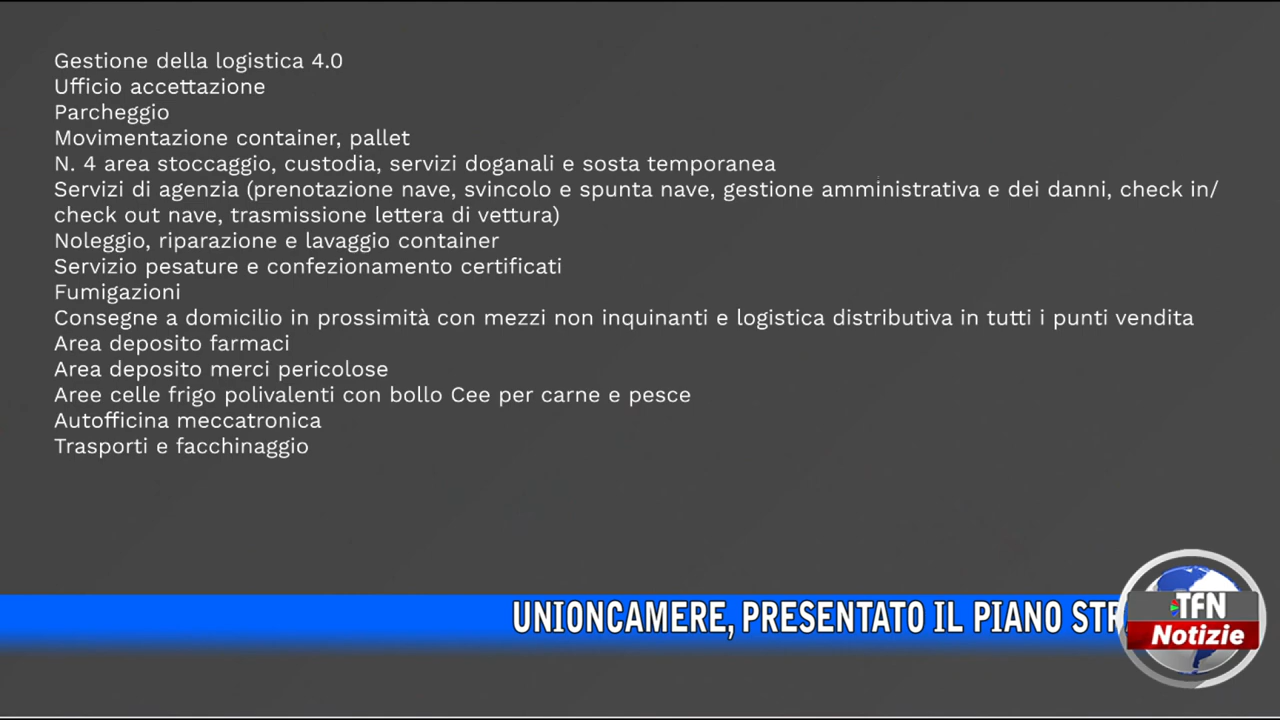 Gestione della logistica 4.0
Ufficio accettazione
Parcheggio
Movimentazione container, pallet
N. 4 area stoccaggio, custodia, servizi doganali e sosta temporanea
Servizi di agenzia (prenotazione nave, svincolo e spunta nave, gestione amministrativa e dei danni, check in/
check out nave, trasmissione lettera di vettura)
Noleggio, riparazione e lavaggio container
Servizio pesature e confezionamento certificati
Fumigazioni
Consegne a domicilio in prossimità con mezzi non inquinanti e logistica distributiva in tutti i punti vendita
Area deposito farmaci
Area deposito merci pericolose
Aree celle frigo polivalenti con bollo Cee per carne e pesce
Autofficina meccatronica
Trasporti e facchinaggio
UNIONCAMERE, PRESENTATO IL PIANO
TFN
Notizie